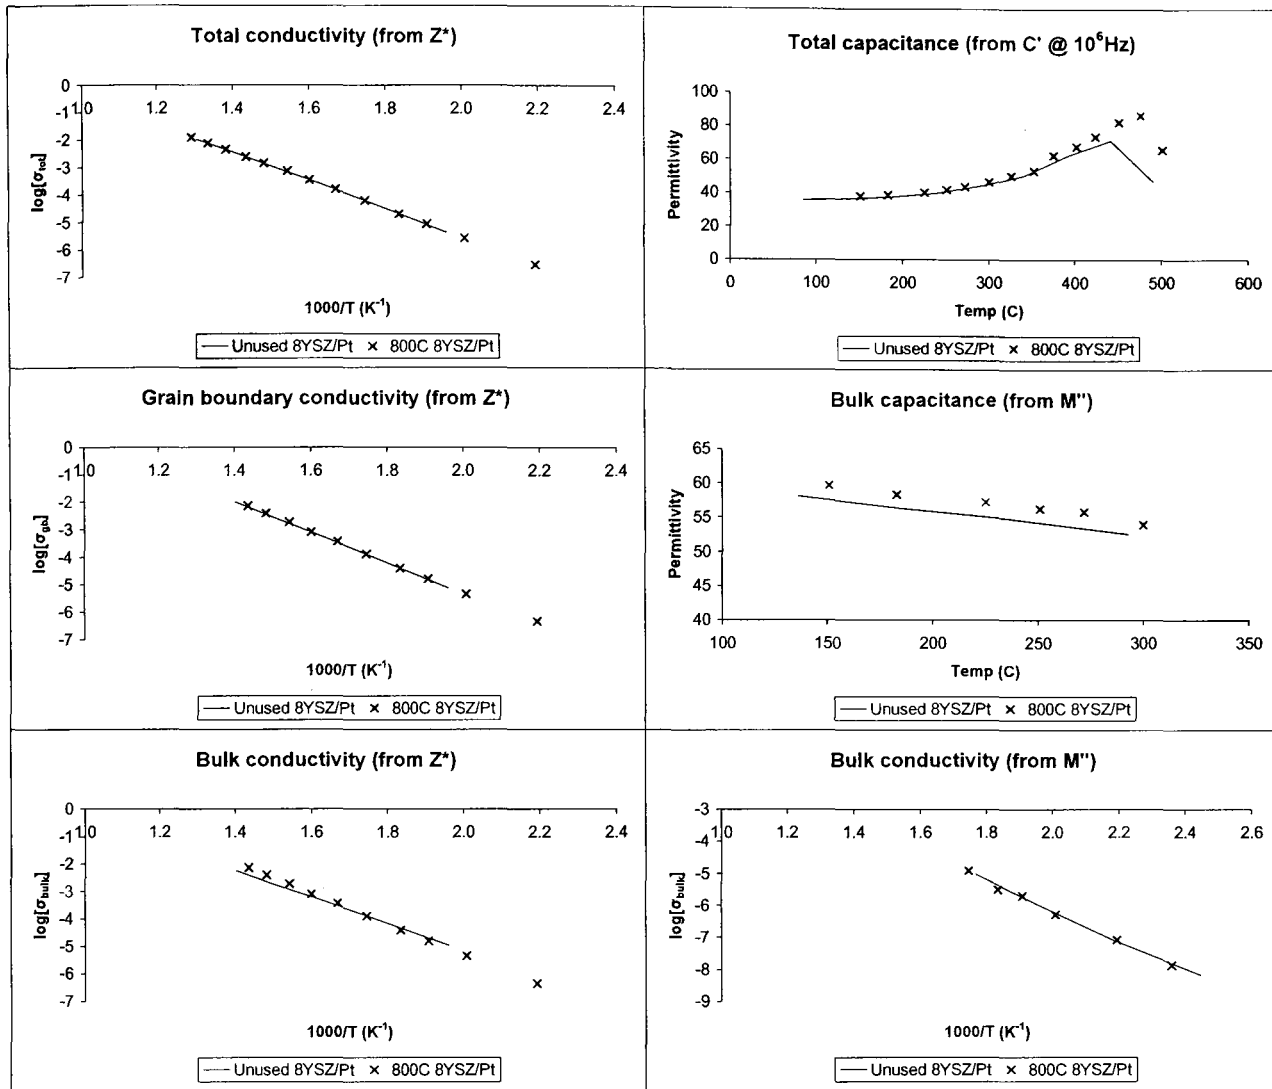 Total conductivity (from Z*)
0
-1
-2
-3
-4
-5
-6
-7
1.0 1.2 1.4 1.6 1.8 2.0 2.2 2.4
log[σtot]
1000/T (K⁻¹)
Unused 8YSZ/Pt × 800C 8YSZ/Pt
Total capacitance (from C' @ 10⁶Hz)
100
80
60
40
20
0
0 100 200 300 400 500 600
Permittivity
Temp (C)
Unused 8YSZ/Pt × 800C 8YSZ/Pt
Grain boundary conductivity (from Z*)
0
-1
-2
-3
-4
-5
-6
-7
1.0 1.2 1.4 1.6 1.8 2.0 2.2 2.4
log[σgb]
1000/T (K⁻¹)
Unused 8YSZ/Pt × 800C 8YSZ/Pt
Bulk capacitance (from M")
65
60
55
50
45
40
100 150 200 250 300 350
Permittivity
Temp (C)
Unused 8YSZ/Pt × 800C 8YSZ/Pt
Bulk conductivity (from Z*)
0
-1
-2
-3
-4
-5
-6
-7
1.0 1.2 1.4 1.6 1.8 2.0 2.2 2.4
log[σbulk]
1000/T (K⁻¹)
Unused 8YSZ/Pt × 800C 8YSZ/Pt
Bulk conductivity (from M")
-3
-4
-5
-6
-7
-8
-9
1.0 1.2 1.4 1.6 1.8 2.0 2.2 2.4 2.6
log[σbulk]
1000/T (K⁻¹)
Unused 8YSZ/Pt × 800C 8YSZ/Pt